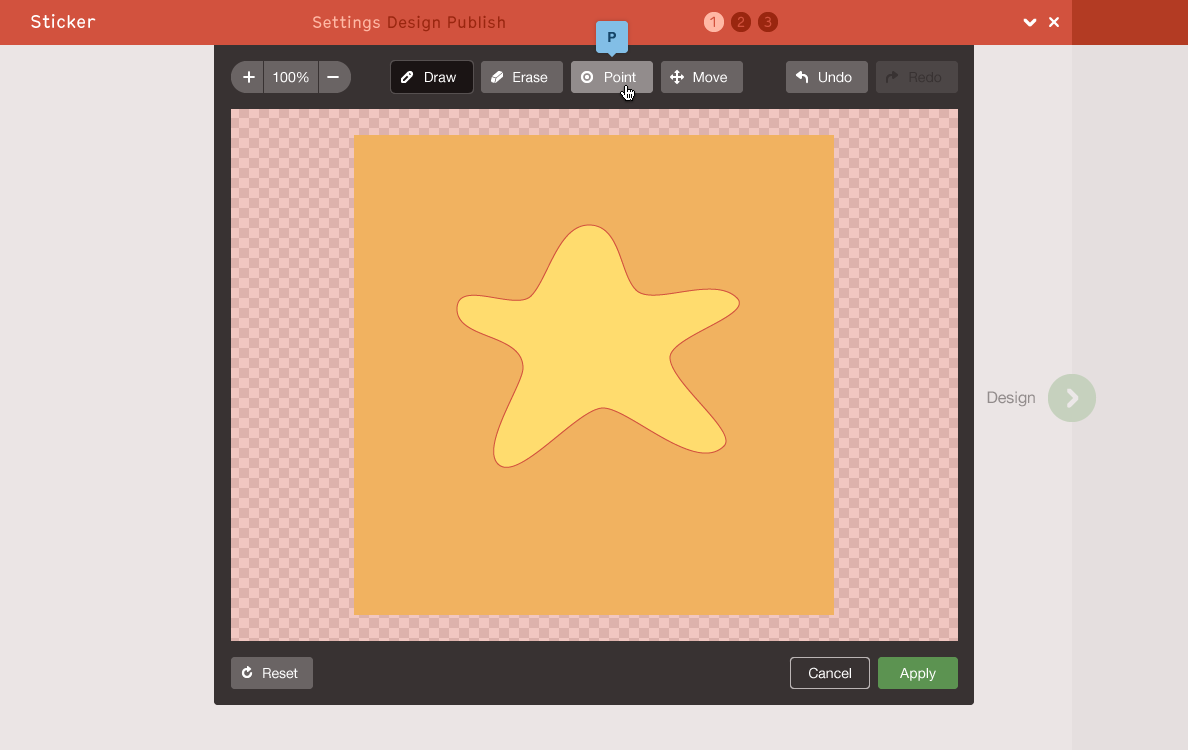 Sticker
Settings Design Publish
1 2 3
P
+ 100% −
Draw
Erase
Point
Move
Undo
Redo
Design
Reset
Cancel
Apply